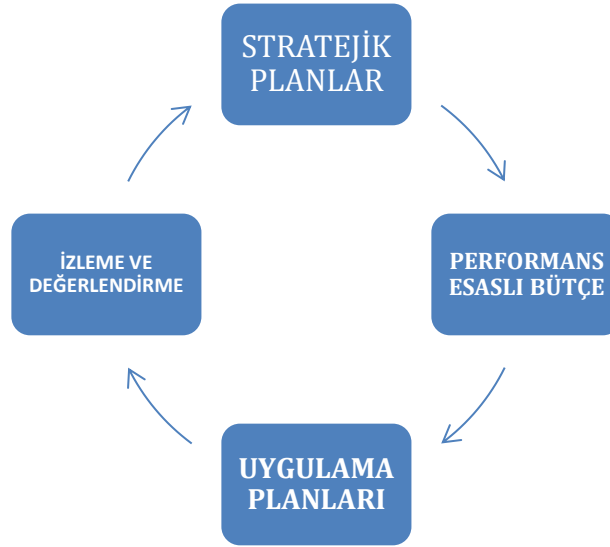 STRATEJİK
PLANLAR
PERFORMANS
ESASLI BÜTÇE
UYGULAMA
PLANLARI
İZLEME VE
DEĞERLENDİRME